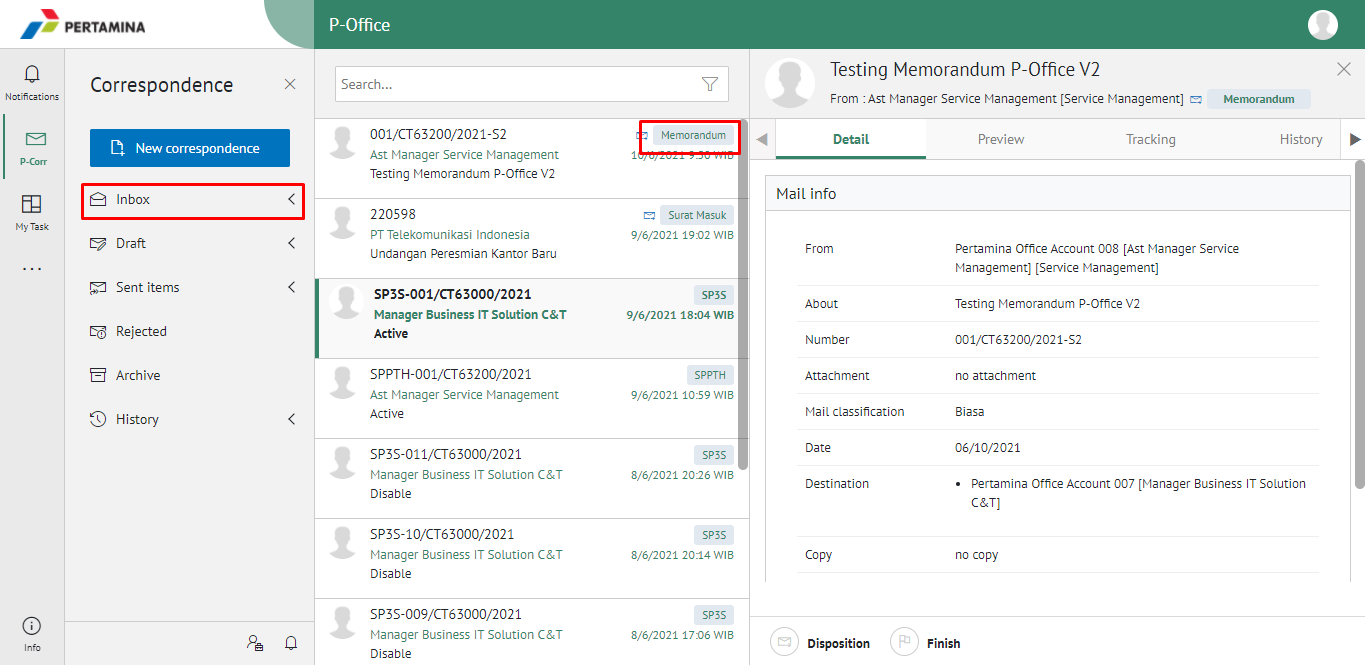 PERTAMINA
P-Office
Notifications
P-Corr
My Task
Info
Correspondence
New correspondence
Inbox
Draft
Sent items
Rejected
Archive
History
Search...
001/CT63200/2021-S2
Memorandum
Ast Manager Service Management
10/6/2021 9:50 WIB
Testing Memorandum P-Office V2
220598
Surat Masuk
PT Telekomunikasi Indonesia
9/6/2021 19:02 WIB
Undangan Peresmian Kantor Baru
SP3S-001/CT63000/2021
SP3S
Manager Business IT Solution C&T
9/6/2021 18:04 WIB
Active
SPPTH-001/CT63200/2021
SPPTH
Ast Manager Service Management
9/6/2021 10:59 WIB
Active
SP3S-011/CT63000/2021
SP3S
Manager Business IT Solution C&T
8/6/2021 20:26 WIB
Disable
SP3S-10/CT63000/2021
SP3S
Manager Business IT Solution C&T
8/6/2021 20:14 WIB
Disable
SP3S-009/CT63000/2021
SP3S
Manager Business IT Solution C&T
8/6/2021 17:06 WIB
Disable
Testing Memorandum P-Office V2
From : Ast Manager Service Management [Service Management] Memorandum
Detail Preview Tracking History
Mail info
From Pertamina Office Account 008 [Ast Manager Service
Management] [Service Management]
About Testing Memorandum P-Office V2
Number 001/CT63200/2021-S2
Attachment no attachment
Mail classification Biasa
Date 06/10/2021
Destination • Pertamina Office Account 007 [Manager Business IT Solution
C&T]
Copy no copy
Disposition Finish